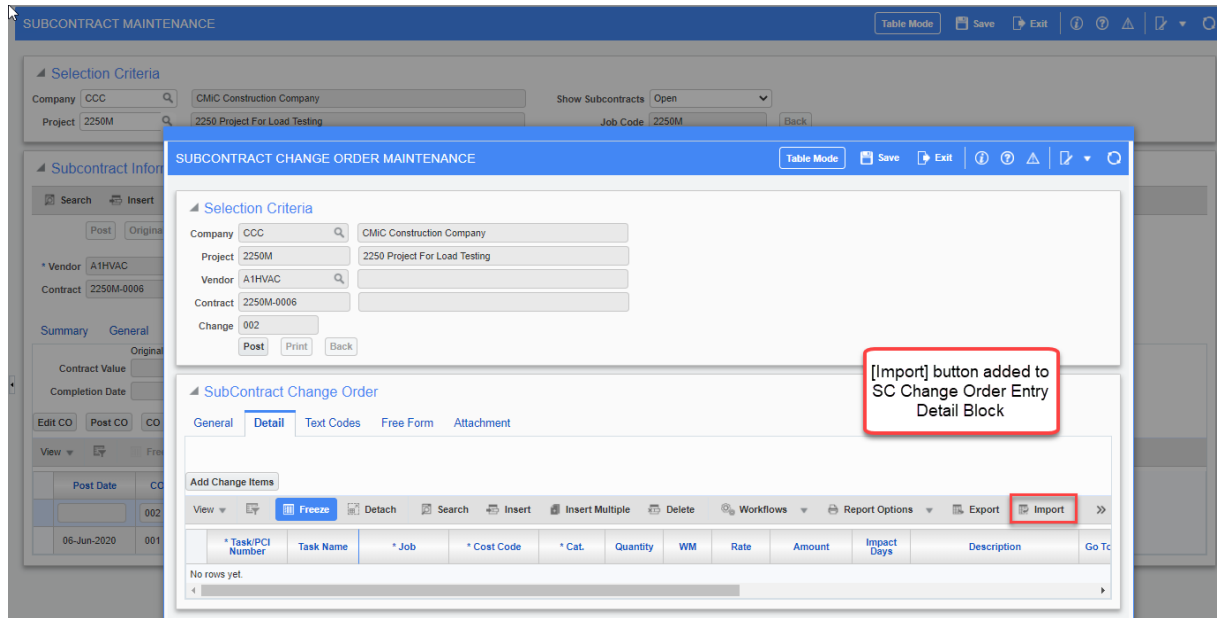 SUBCONTRACT MAINTENANCE
Table Mode Save Exit
Selection Criteria
Company CCC CMiC Construction Company Show Subcontracts Open
Project 2250M 2250 Project For Load Testing Job Code 2250M Back
Subcontract Inform
Search Insert
Post Origina
* Vendor A1HVAC
Contract 2250M-0006
Summary General
Original
Contract Value
Completion Date
Edit CO Post CO CO
View Free
Post Date CO
002
06-Jun-2020 001
SUBCONTRACT CHANGE ORDER MAINTENANCE
Table Mode Save Exit
Selection Criteria
Company CCC CMiC Construction Company
Project 2250M 2250 Project For Load Testing
Vendor A1HVAC
Contract 2250M-0006
Change 002
Post Print Back
[Import] button added to
SC Change Order Entry
Detail Block
SubContract Change Order
General Detail Text Codes Free Form Attachment
Add Change Items
View Freeze Detach Search Insert Insert Multiple Delete Workflows Report Options Export Import
* Task/PCI
Number Task Name * Job * Cost Code * Cat. Quantity WM Rate Amount Impact
Days Description Go To
No rows yet.